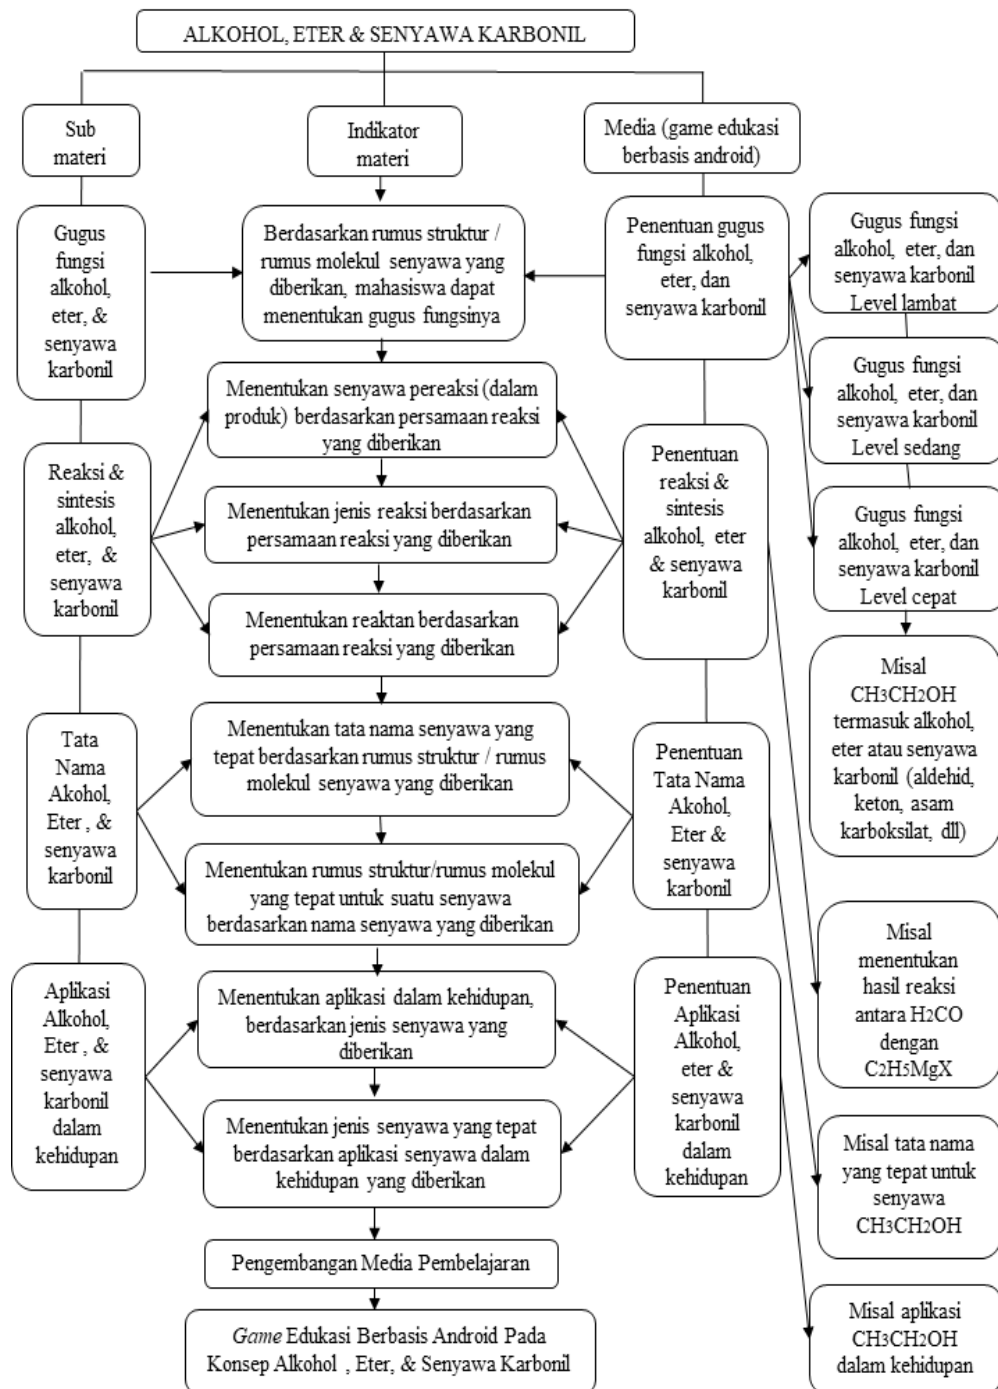 ALKOHOL, ETER & SENYAWA KARBONIL
Sub
materi
Indikator
materi
Media (game edukasi
berbasis android)
Gugus
fungsi
alkohol,
eter, &
senyawa
karbonil
Berdasarkan rumus struktur /
rumus molekul senyawa yang
diberikan, mahasiswa dapat
menentukan gugus fungsinya
Penentuan gugus
fungsi alkohol,
eter, dan
senyawa karbonil
Gugus fungsi
alkohol, eter, dan
senyawa karbonil
Level lambat
Gugus fungsi
alkohol, eter, dan
senyawa karbonil
Level sedang
Gugus fungsi
alkohol, eter, dan
senyawa karbonil
Level cepat
Misal
CH3CH2OH
termasuk alkohol,
eter atau senyawa
karbonil (aldehid,
keton, asam
karboksilat, dll)
Reaksi &
sintesis
alkohol,
eter, &
senyawa
karbonil
Menentukan senyawa pereaksi (dalam
produk) berdasarkan persamaan reaksi
yang diberikan
Menentukan jenis reaksi berdasarkan
persamaan reaksi yang diberikan
Menentukan reaktan berdasarkan
persamaan reaksi yang diberikan
Penentuan
reaksi &
sintesis
alkohol, eter
& senyawa
karbonil
Misal
menentukan
hasil reaksi
antara H2CO
dengan
C2H5MgX
Tata
Nama
Akohol,
Eter , &
senyawa
karbonil
Menentukan tata nama senyawa yang
tepat berdasarkan rumus struktur / rumus
molekul senyawa yang diberikan
Menentukan rumus struktur/rumus molekul
yang tepat untuk suatu senyawa
berdasarkan nama senyawa yang diberikan
Penentuan
Tata Nama
Akohol,
Eter &
senyawa
karbonil
Misal tata nama
yang tepat untuk
senyawa
CH3CH2OH
Aplikasi
Alkohol,
Eter , &
senyawa
karbonil
dalam
kehidupan
Menentukan aplikasi dalam kehidupan,
berdasarkan jenis senyawa yang
diberikan
Menentukan jenis senyawa yang tepat
berdasarkan aplikasi senyawa dalam
kehidupan yang diberikan
Penentuan
Aplikasi
Alkohol,
eter &
senyawa
karbonil
dalam
kehidupan
Misal aplikasi
CH3CH2OH
dalam kehidupan
Pengembangan Media Pembelajaran
Game Edukasi Berbasis Android Pada
Konsep Alkohol , Eter, & Senyawa Karbonil